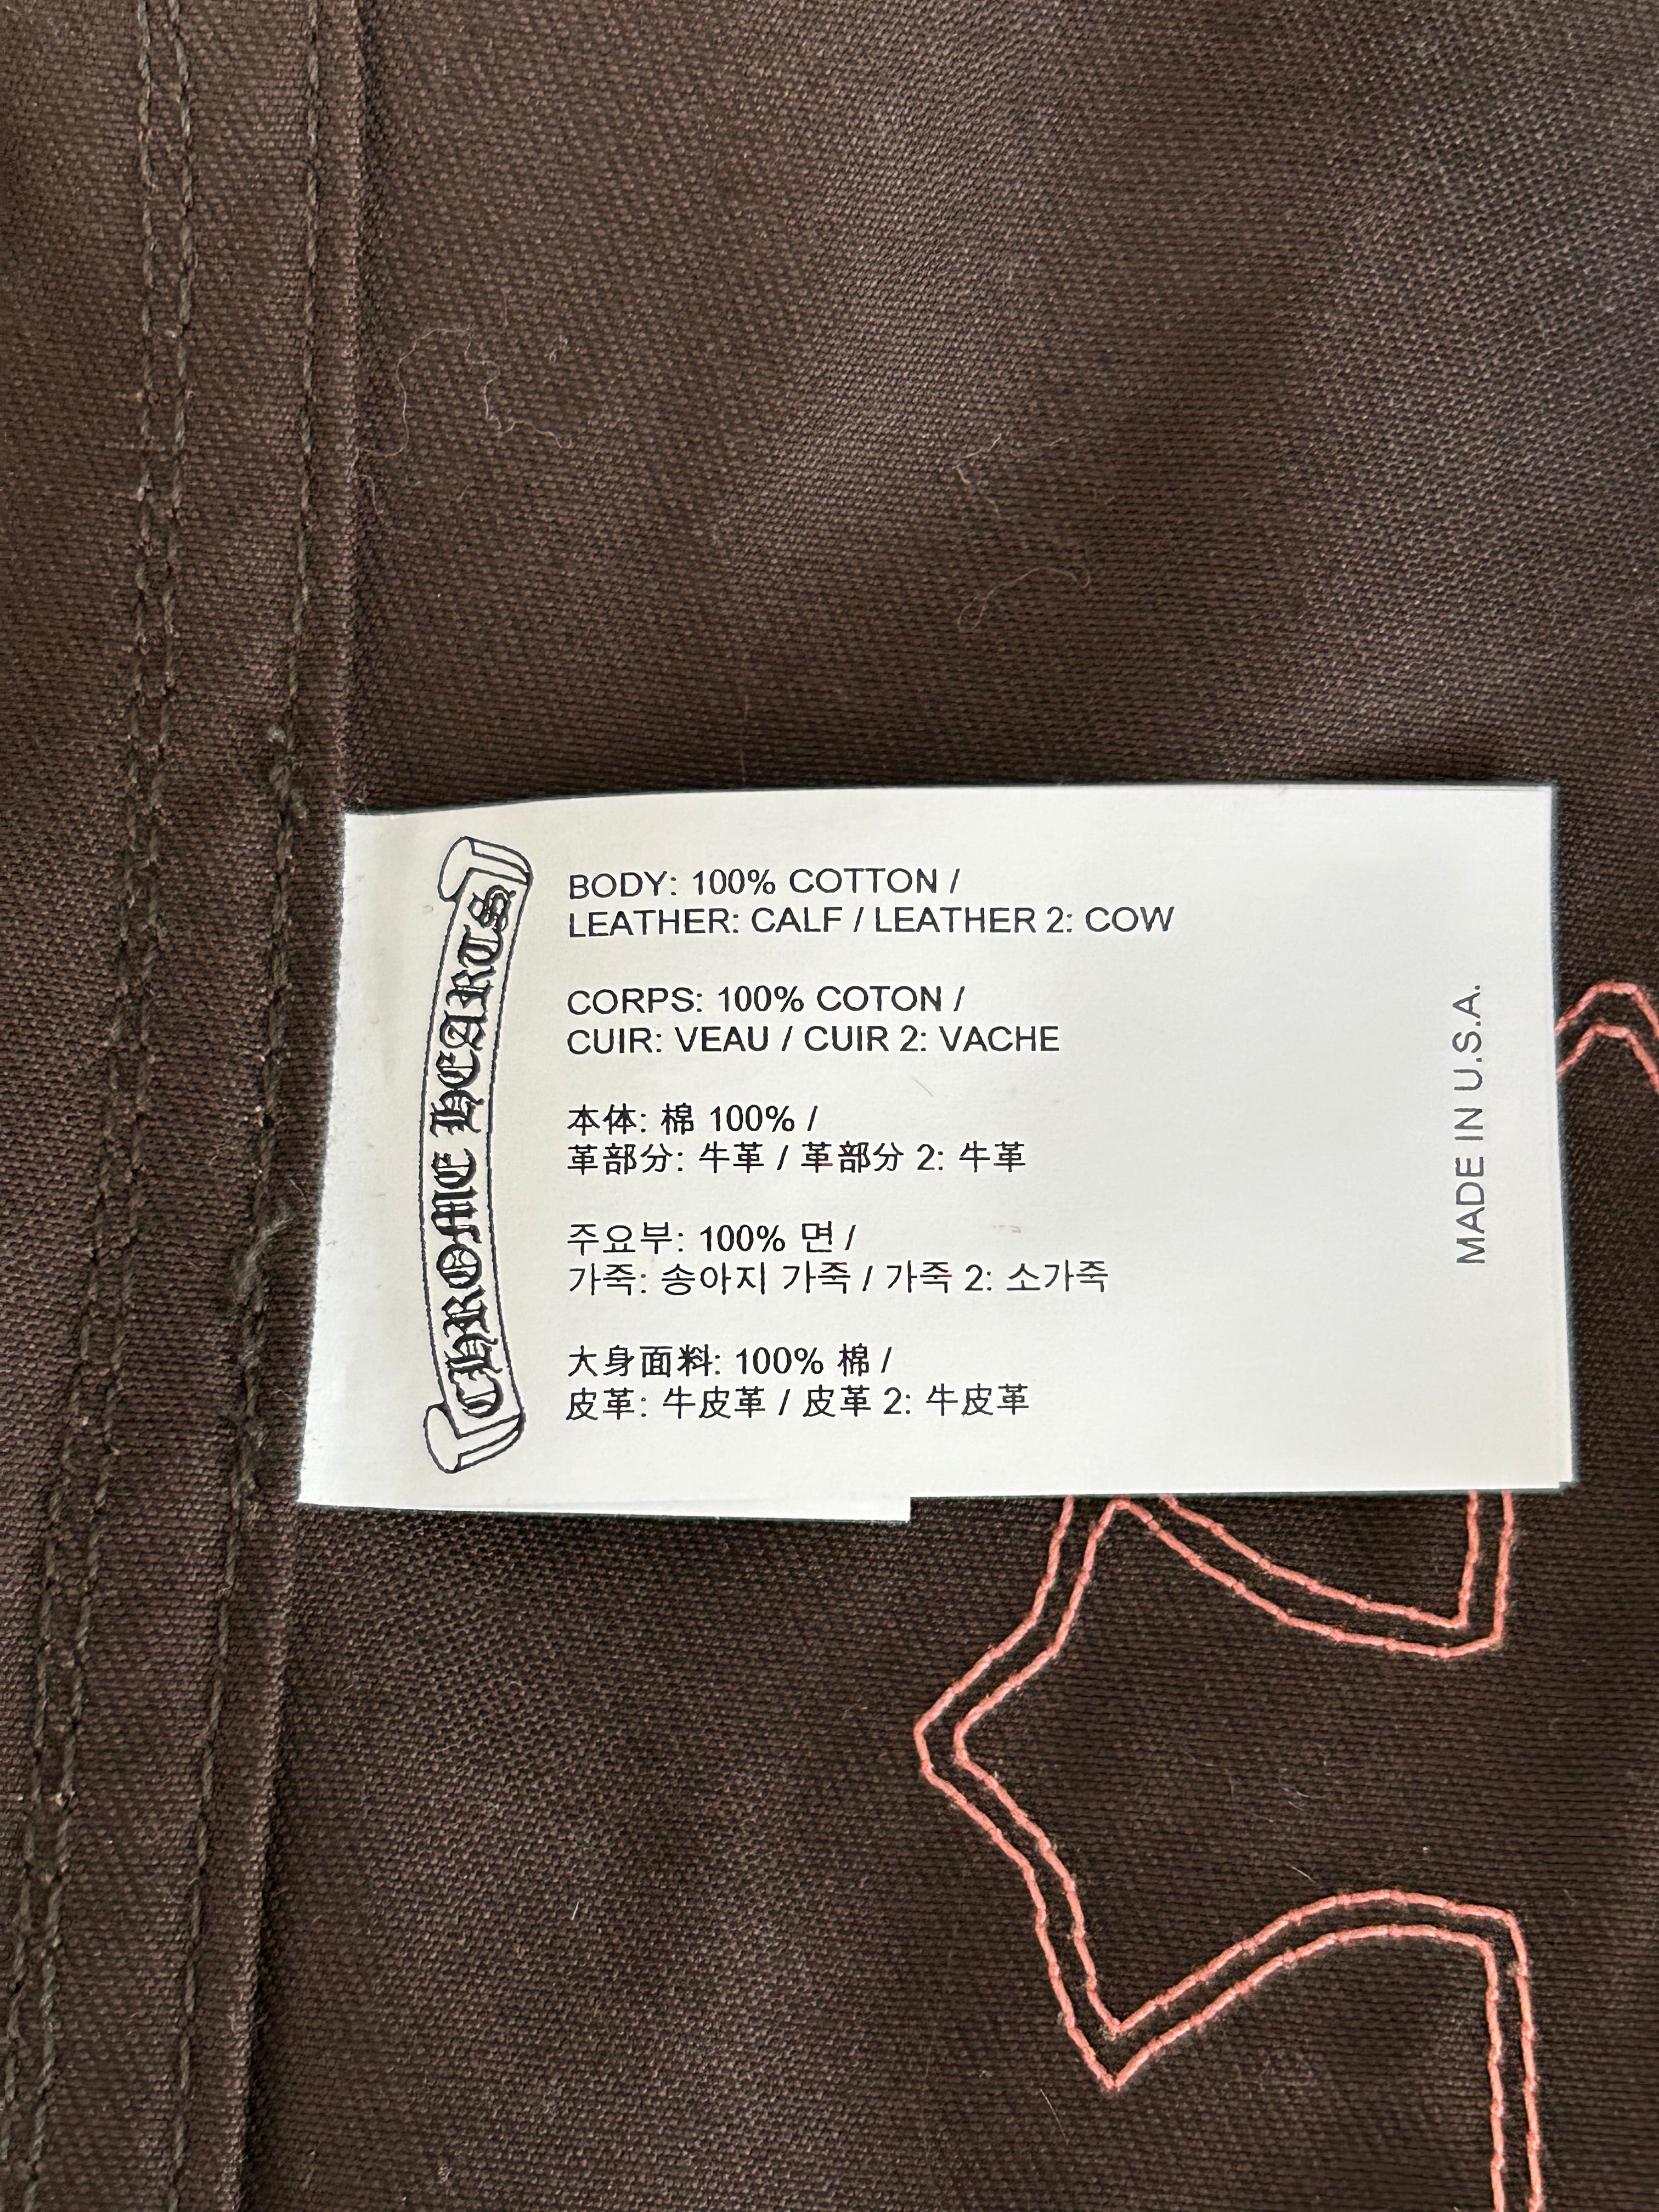 CHROME HEARTS
BODY: 100% COTTON /
LEATHER: CALF / LEATHER 2: COW
CORPS: 100% COTON /
CUIR: VEAU / CUIR 2: VACHE
本体: 棉 100% /
革部分: 牛革 / 革部分 2: 牛革
주요부: 100% 면 /
가죽: 송아지 가죽 / 가죽 2: 소가죽
大身面料: 100% 棉 /
皮革: 牛皮革 / 皮革 2: 牛皮革
MADE IN U.S.A.